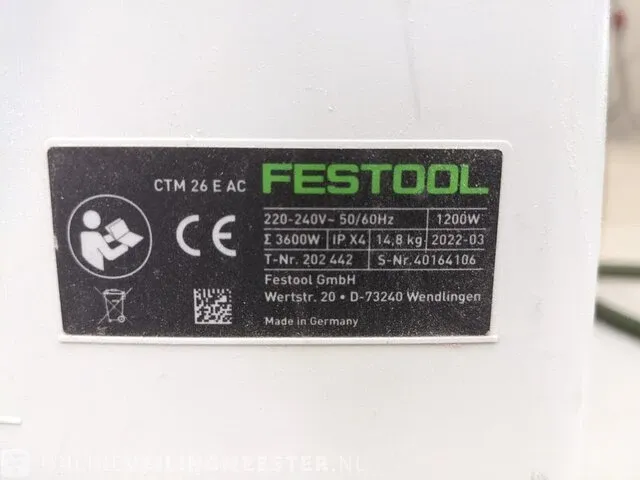 CTM 26 E AC
FESTOOL
220-240V~ 50/60Hz 1200W
Σ 3600W IP X4 14,8 kg 2022-03
T-Nr. 202 442 S-Nr.40164106
Festool GmbH
Wertstr. 20 • D-73240 Wendlingen
Made in Germany
CE